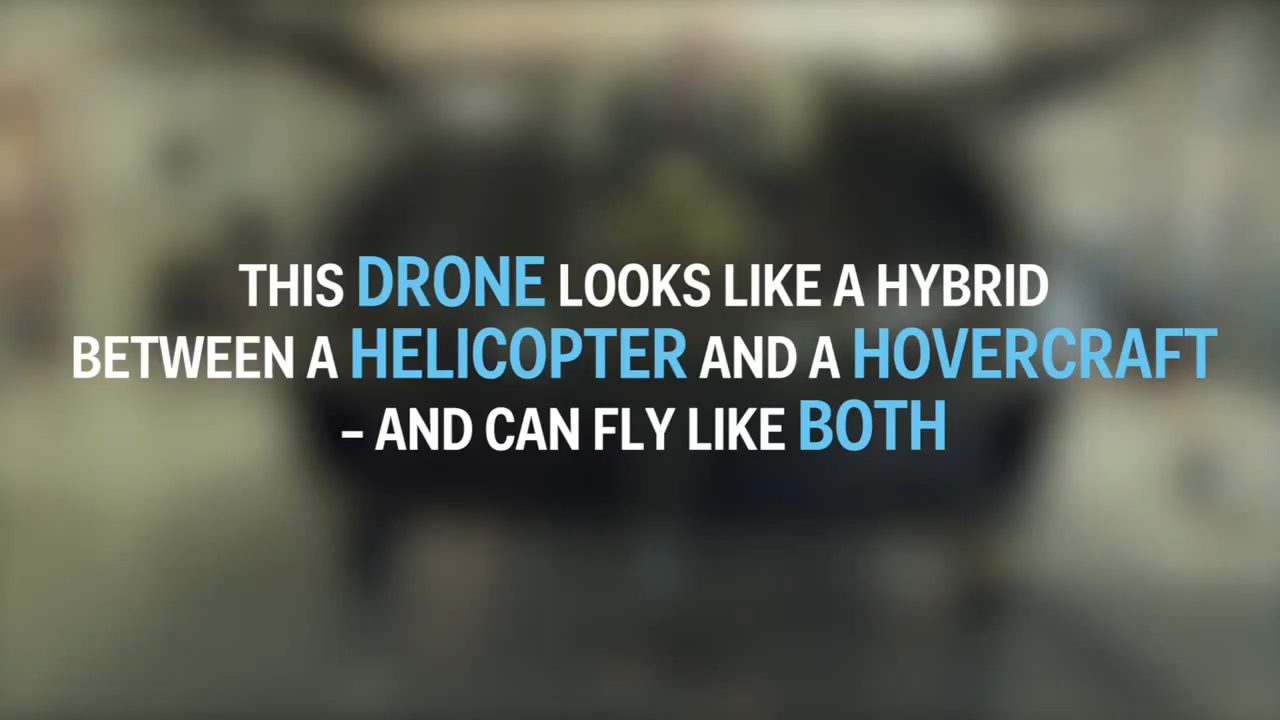 THIS DRONE LOOKS LIKE A HYBRID
BETWEEN A HELICOPTER AND A HOVERCRAFT
– AND CAN FLY LIKE BOTH